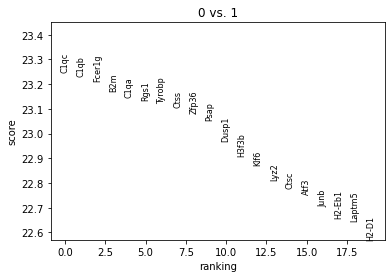 0 vs. 1
23.4
23.3
23.2
23.1
23.0
22.9
22.8
22.7
22.6
score
C1qc
C1qb
Fcer1g
B2m
C1qa
Rgs1
Tyrobp
Ctss
Zfp36
Psap
Dusp1
H3f3b
Klf6
Lyz2
Ctsc
Atf3
Junb
H2-Eb1
Laptm5
H2-D1
0.0 2.5 5.0 7.5 10.0 12.5 15.0 17.5
ranking